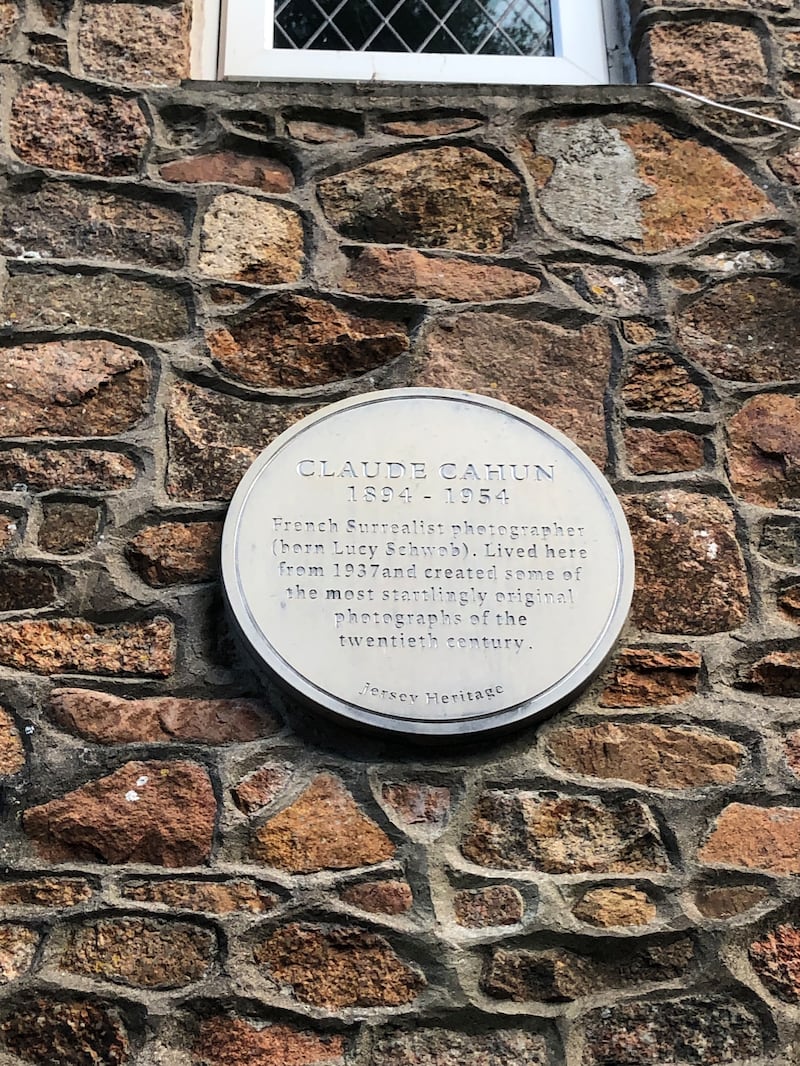 CLAUDE CAHUN
1894 - 1954
French Surrealist photographer
(born Lucy Schwob). Lived here
from 1937and created some of
the most startlingly original
photographs of the
twentieth century.
Jersey Heritage